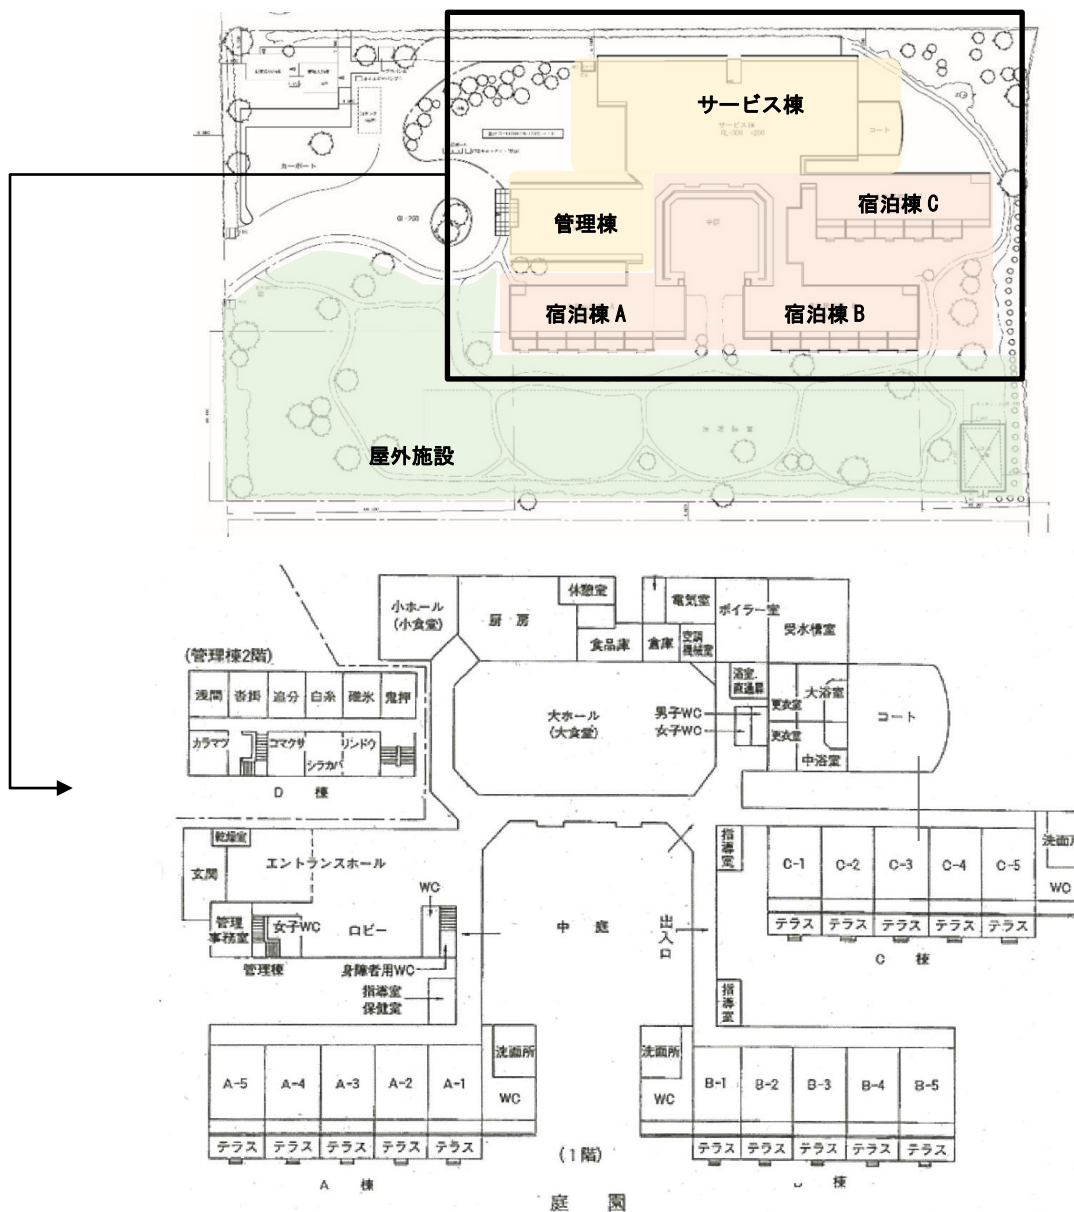 サービス棟
コート
宿泊棟C
管理棟
カーポート
宿泊棟A
宿泊棟B
屋外施設
小ホール
(小食堂)
厨房
休憩室
食品庫
倉庫
電気室
空調
機械室
ボイラー室
受水槽室
(管理棟2階)
浅間
沓掛
追分
白糸
碓氷
鬼押
カラマツ
コマクサ
シラカバ
リンドウ
D棟
大ホール
(大食堂)
男子WC
女子WC
更衣室
更衣室
大浴室
中浴室
コート
乾燥室
玄関
エントランスホール
WC
管理
事務室
女子WC
ロビー
管理棟
身障者用WC
指導室
保健室
中庭
出入口
指導室
指導室
C-1
C-2
C-3
C-4
C-5
洗面所
WC
テラス
テラス
テラス
テラス
テラス
C棟
A-5
A-4
A-3
A-2
A-1
洗面所
WC
テラス
テラス
テラス
テラス
テラス
A棟
洗面所
WC
B-1
B-2
B-3
B-4
B-5
テラス
テラス
テラス
テラス
テラス
棟
(1階)
庭園